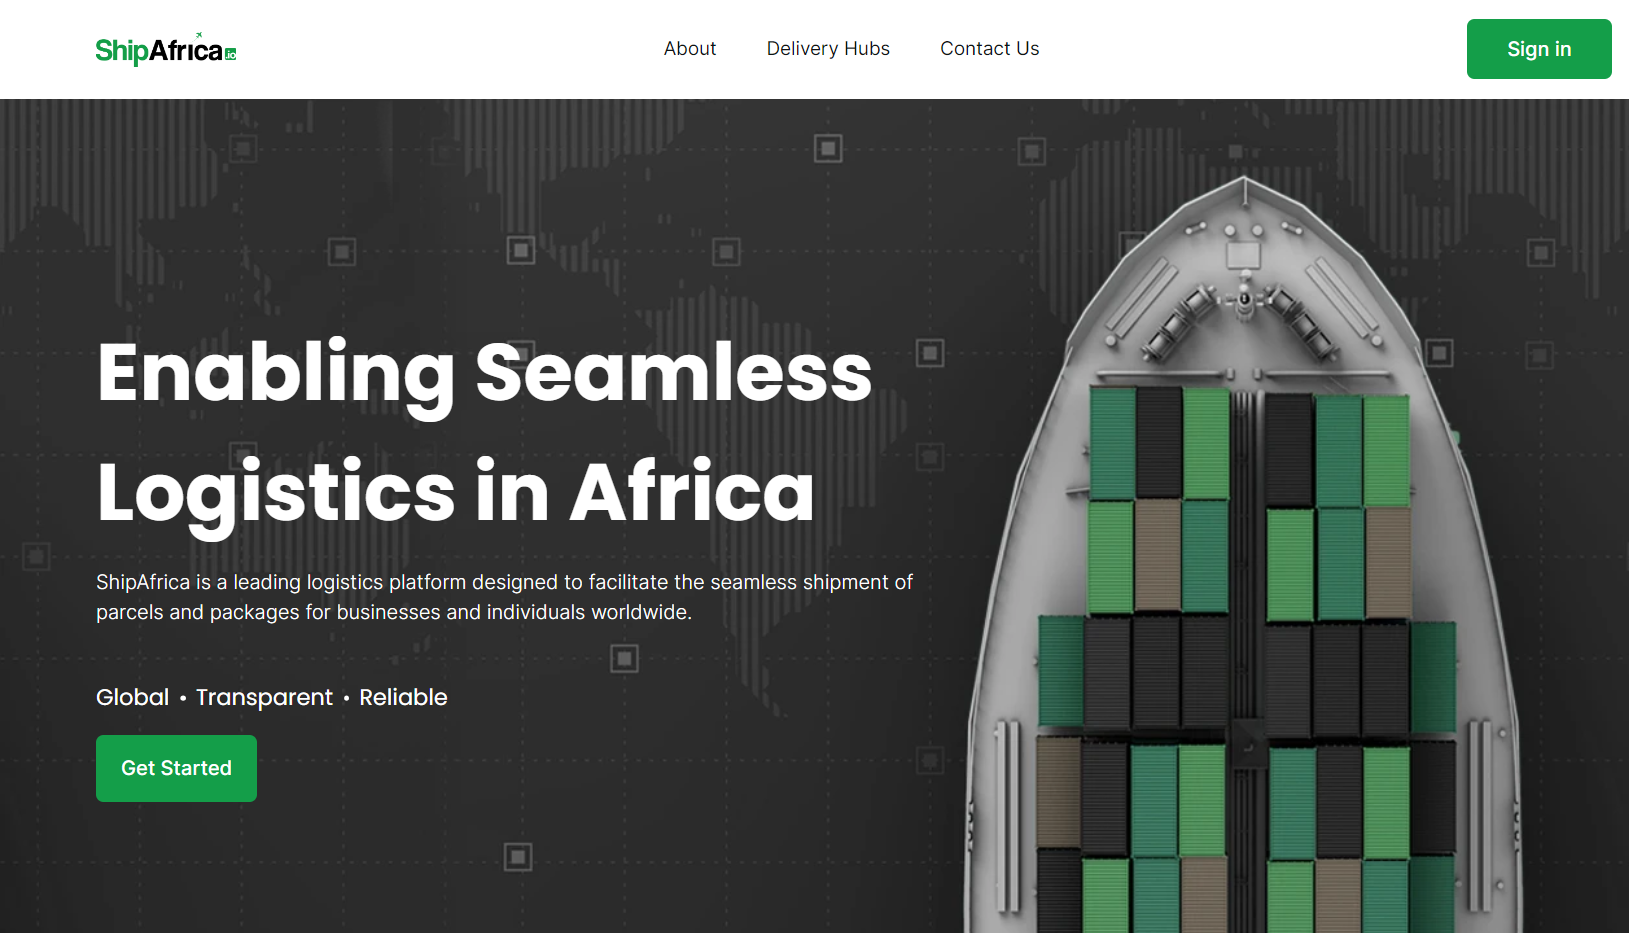 ShipAfrica.io
About
Delivery Hubs
Contact Us
Sign in
Enabling Seamless
Logistics in Africa
ShipAfrica is a leading logistics platform designed to facilitate the seamless shipment of
parcels and packages for businesses and individuals worldwide.
Global • Transparent • Reliable
Get Started